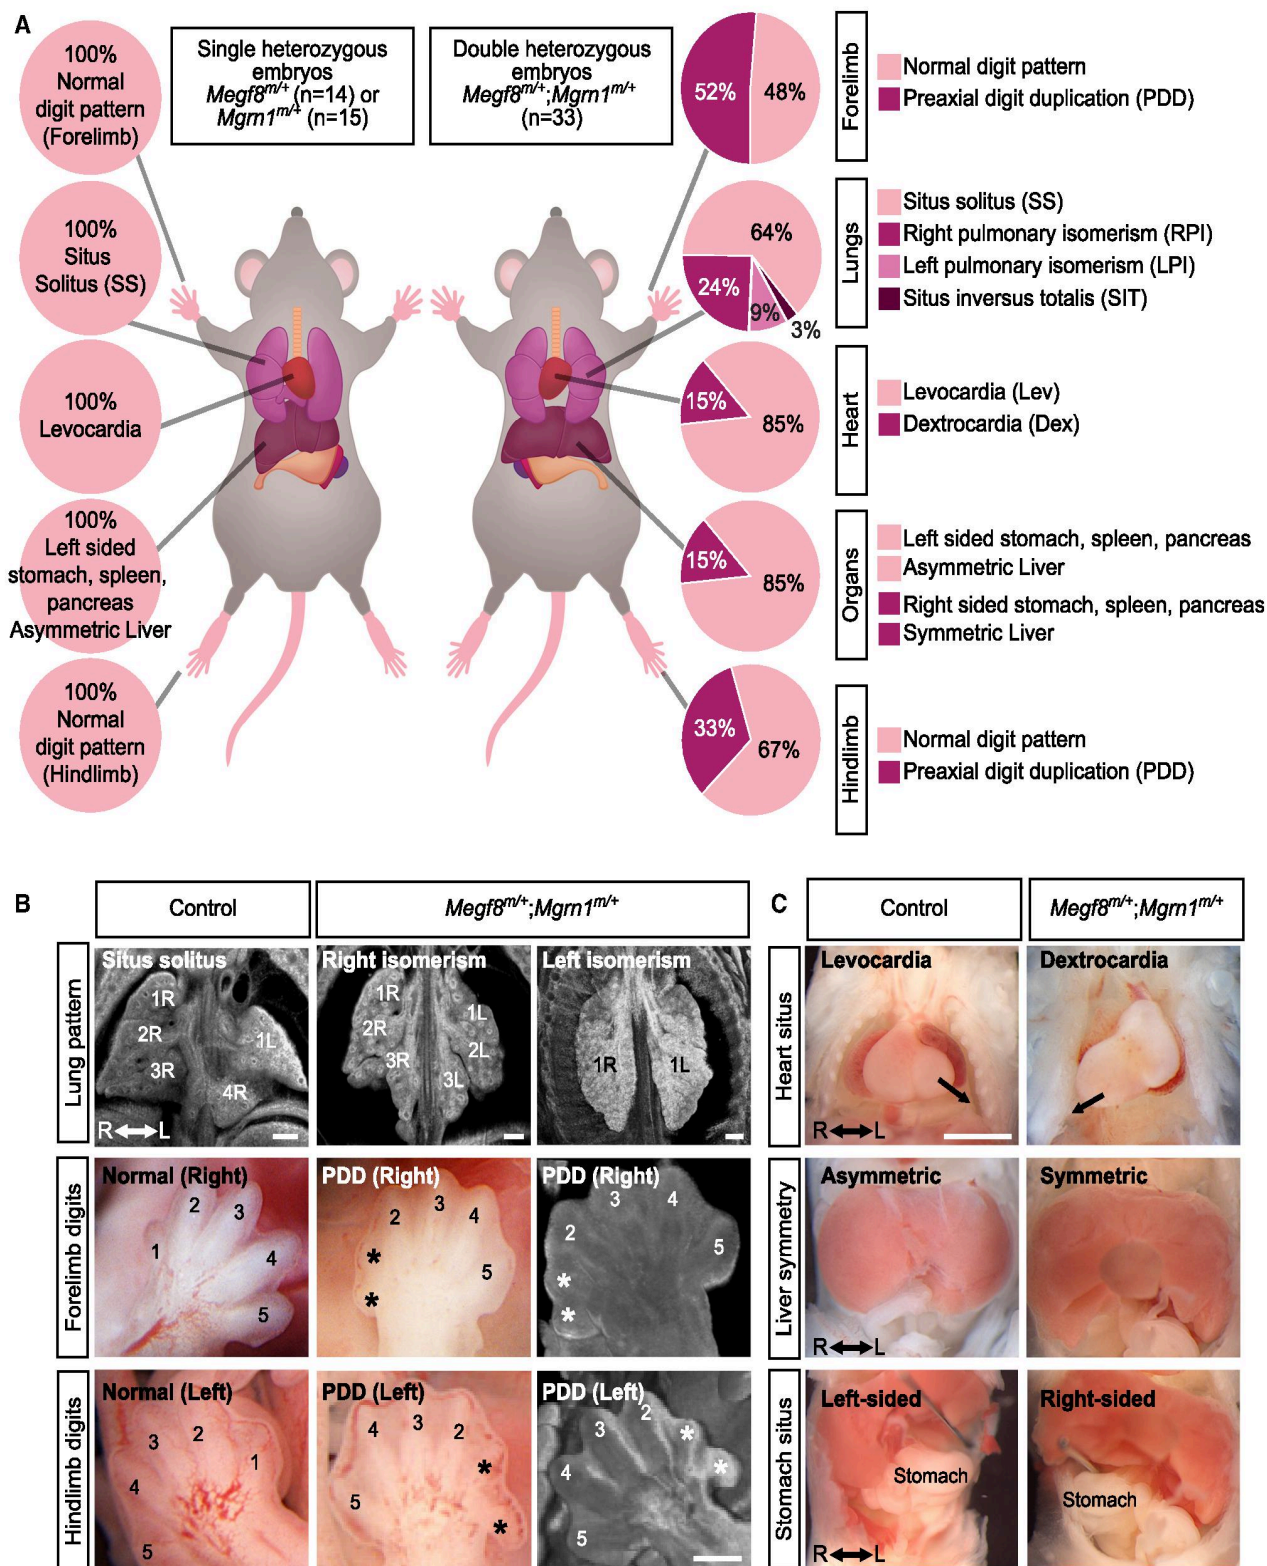 A
100%
Normal
digit pattern
(Forelimb)
100%
Situs
Solitus (SS)
100%
Levocardia
100%
Left sided
stomach, spleen,
pancreas
Asymmetric Liver
100%
Normal
digit pattern
(Hindlimb)
Single heterozygous
embryos
Megf8m/+ (n=14) or
Mgrn1m/+ (n=15)
Double heterozygous
embryos
Megf8m/+;Mgrn1m/+
(n=33)
52%
48%
Forelimb
Normal digit pattern
Preaxial digit duplication (PDD)
64%
24%
9%
3%
Lungs
Situs solitus (SS)
Right pulmonary isomerism (RPI)
Left pulmonary isomerism (LPI)
Situs inversus totalis (SIT)
15%
85%
Heart
Levocardia (Lev)
Dextrocardia (Dex)
15%
85%
Organs
Left sided stomach, spleen, pancreas
Asymmetric Liver
Right sided stomach, spleen, pancreas
Symmetric Liver
33%
67%
Hindlimb
Normal digit pattern
Preaxial digit duplication (PDD)
B
Control
Megf8m/+;Mgrn1m/+
Lung pattern
Situs solitus
1R
2R
3R
4R
1L
R L
Right isomerism
1R
2R
3R
1L
2L
3L
Left isomerism
1R
1L
Forelimb digits
Normal (Right)
1
2
3
4
5
PDD (Right)
2
3
4
5
*
*
PDD (Right)
2
3
4
5
*
*
Hindlimb digits
Normal (Left)
1
2
3
4
5
PDD (Left)
4
3
2
5
*
*
PDD (Left)
2
3
4
5
*
*
C
Control
Megf8m/+;Mgrn1m/+
Heart situs
Levocardia
R L
Dextrocardia
Liver symmetry
Asymmetric
R L
Symmetric
Stomach situs
Left-sided
Stomach
R L
Right-sided
Stomach